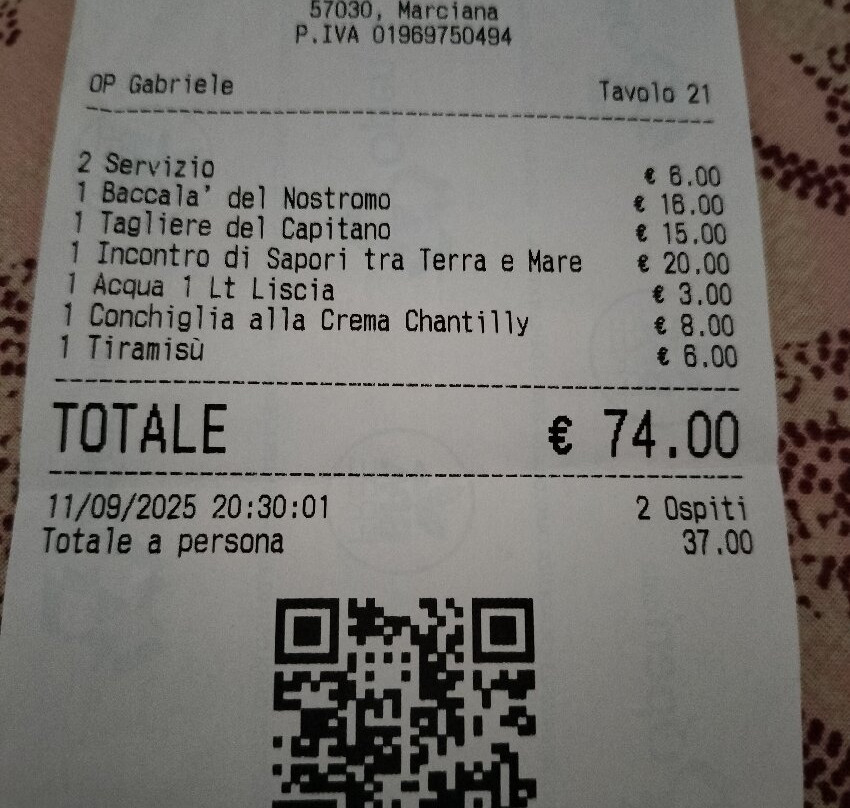 57030, Marciana
P.IVA 01969750494
OP Gabriele Tavolo 21
2 Servizio € 6.00
1 Baccala' del Nostromo € 16.00
1 Tagliere del Capitano € 15.00
1 Incontro di Sapori tra Terra e Mare € 20.00
1 Acqua 1 Lt Liscia € 3.00
1 Conchiglia alla Crema Chantilly € 8.00
1 Tiramisù € 6.00
TOTALE € 74.00
11/09/2025 20:30:01 2 Ospiti
Totale a persona 37.00